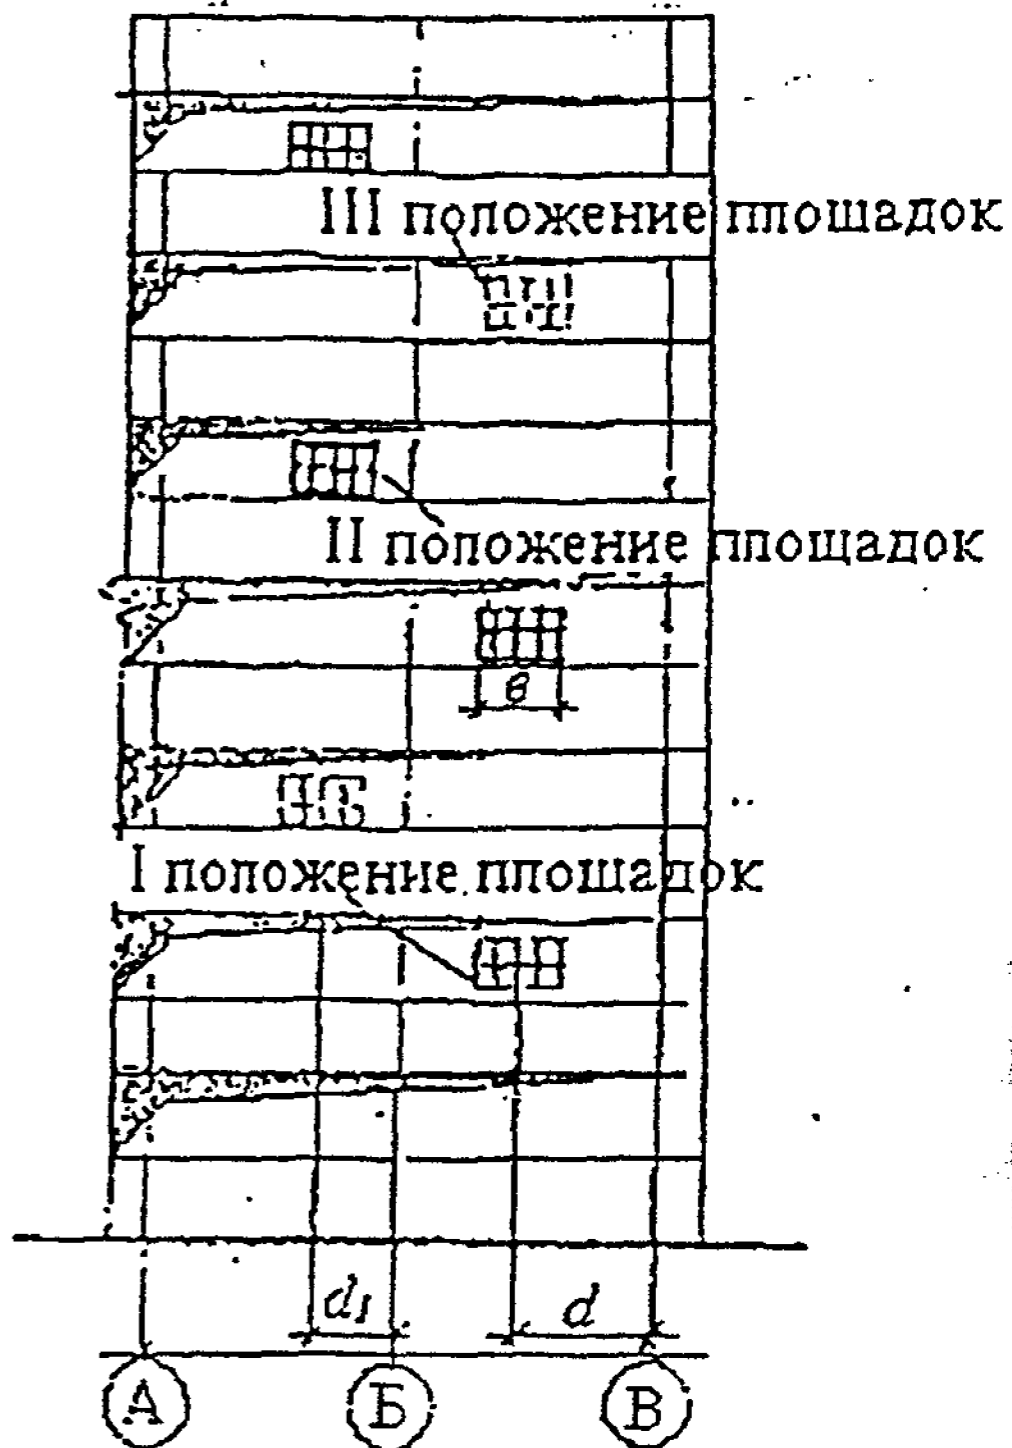 III положение площадок
II положение площадок
в
I положение площадок
d₁ d
А Б В